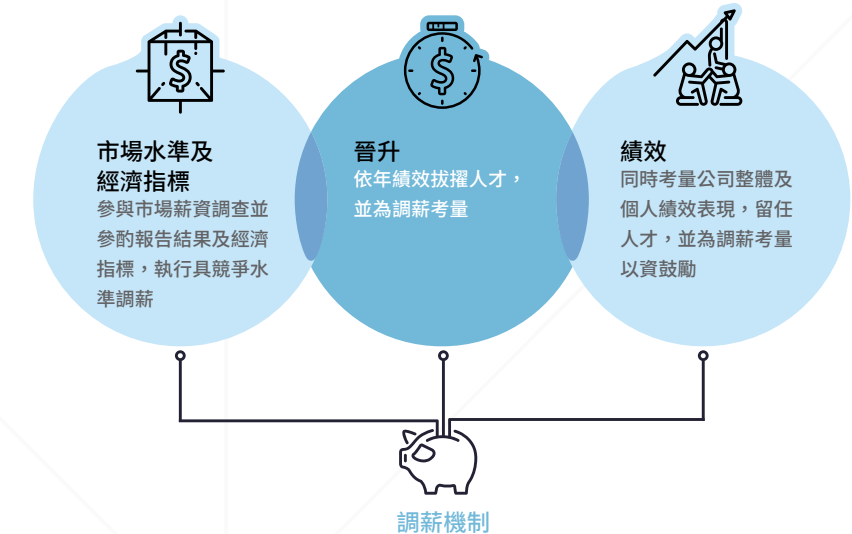 市場水準及
經濟指標
參與市場薪資調查並
參酌報告結果及經濟
指標，執行具競爭水
準調薪
晉升
依年績效拔擢人才，
並為調薪考量
績效
同時考量公司整體及
個人績效表現，留任
人才，並為調薪考量
以資鼓勵
調薪機制